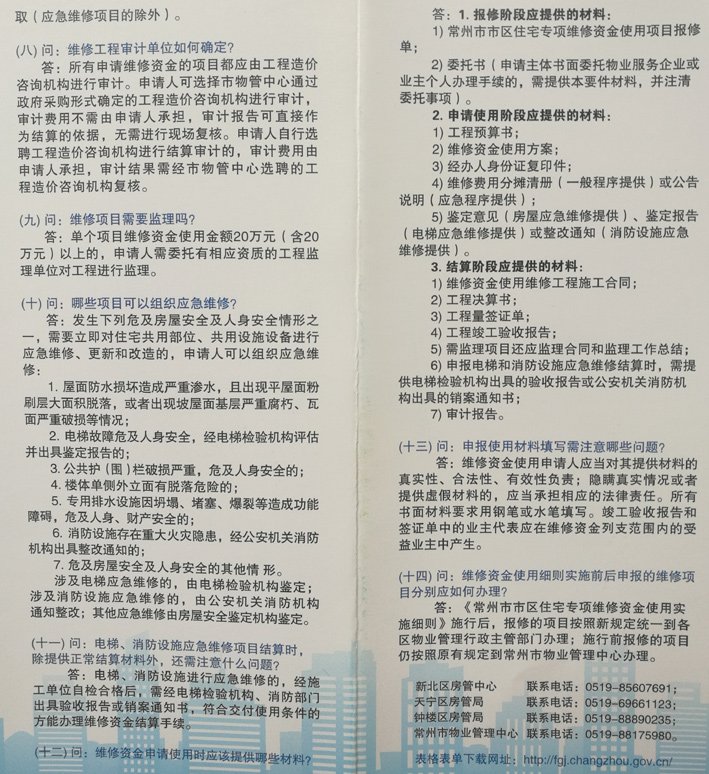 取（应急维修项目的除外）。
(八) 问：维修工程审计单位如何确定？
答：所有申请维修资金的项目都应由工程造价
咨询机构进行审计。申请人可选择市物管中心通过
政府采购形式确定的工程造价咨询机构进行审计，
审计费用不需由申请人承担，审计报告可直接作
为结算的依据，无需进行现场复核。申请人自行选
聘工程造价咨询机构进行结算审计的，审计费用由
申请人承担，审计结果需经市物管中心选聘的工
程造价咨询机构复核。
(九) 问：维修项目需要监理吗？
答：单个项目维修资金使用金额20万元（含20
万元）以上的，申请人需委托有相应资质的工程监
理单位对工程进行监理。
(十) 问：哪些项目可以组织应急维修？
答：发生下列危及房屋安全及人身安全情形之
一，需要立即对住宅共用部位、共用设施设备进行
应急维修、更新和改造的，申请人可以组织应急维
修：
1. 屋面防水损坏造成严重渗水，且出现平屋面粉
刷层大面积脱落，或者出现坡屋面基层严重腐朽、瓦
面严重破损等情况；
2. 电梯故障危及人身安全，经电梯检验机构评估
并出具鉴定报告的；
3. 公共护（围）栏破损严重，危及人身安全的；
4. 楼体单侧外立面有脱落危险的；
5. 专用排水设施因坍塌、堵塞、爆裂等造成功能
障碍，危及人身、财产安全的；
6. 消防设施存在重大火灾隐患，经公安机关消防
机构出具整改通知的；
7. 危及房屋安全及人身安全的其他情形。
涉及电梯应急维修的，由电梯检验机构鉴定；
涉及消防设施应急维修的，由公安机关消防机构
通知整改；其他应急维修由房屋安全鉴定机构鉴定。
(十一) 问：电梯、消防设施应急维修项目结算时，
除提供正常结算材料外，还需注意什么问题？
答：电梯、消防设施进行应急维修的，经施
工单位自检合格后，需经电梯检验机构、消防部门
出具验收报告或销案通知书，符合交付使用条件的
方能办理维修资金结算手续。
(十二) 问：维修资金申请使用时应该提供哪些材料？
答：1. 报修阶段应提供的材料：
1) 常州市市区住宅专项维修资金使用项目报修
单；
2) 委托书（申请主体书面委托物业服务企业或
业主个人办理手续的，需提供本要件材料，并注清
委托事项）。
2. 申请使用阶段应提供的材料：
1) 工程预算书；
2) 维修资金使用方案；
3) 经办人身份证复印件；
4) 维修费用分摊清册（一般程序提供）或公告
说明（应急程序提供）；
5) 鉴定意见（房屋应急维修提供）、鉴定报告
（电梯应急维修提供）或整改通知（消防设施应急
维修提供）。
3. 结算阶段应提供的材料：
1) 维修资金使用维修工程施工合同；
2) 工程决算书；
3) 工程量签证单；
4) 工程竣工验收报告；
5) 需监理项目还应监理合同和监理工作总结；
6) 申报电梯和消防设施应急维修结算时，需提
供电梯检验机构出具的验收报告或公安机关消防机
构出具的销案通知书；
7) 审计报告。
(十三) 问：申报使用材料填写需注意哪些问题？
答：维修资金使用申请人应当对其提供材料的
真实性、合法性、有效性负责；隐瞒真实情况或者
提供虚假材料的，应当承担相应的法律责任。所有
书面材料要求用钢笔或水笔填写。竣工验收报告和
签证单中的业主代表应在维修资金列支范围内的受
益业主中产生。
(十四) 问：维修资金使用细则实施前后申报的维修项
目分别应如何办理？
答：《常州市市区住宅专项维修资金使用实
施细则》施行后，报修的项目按照新规定统一到各
区物业管理行政主管部门办理；施行前报修的项目
仍按照原有规定到常州市物业管理中心办理。
新北区房管中心 联系电话：0519-85607691；
天宁区房管局 联系电话：0519-69661123；
钟楼区房管局 联系电话：0519-88890235；
常州市物业管理中心 联系电话：0519-88175980。
表格表单下载网址：http://fgj.changzhou.gov.cn/